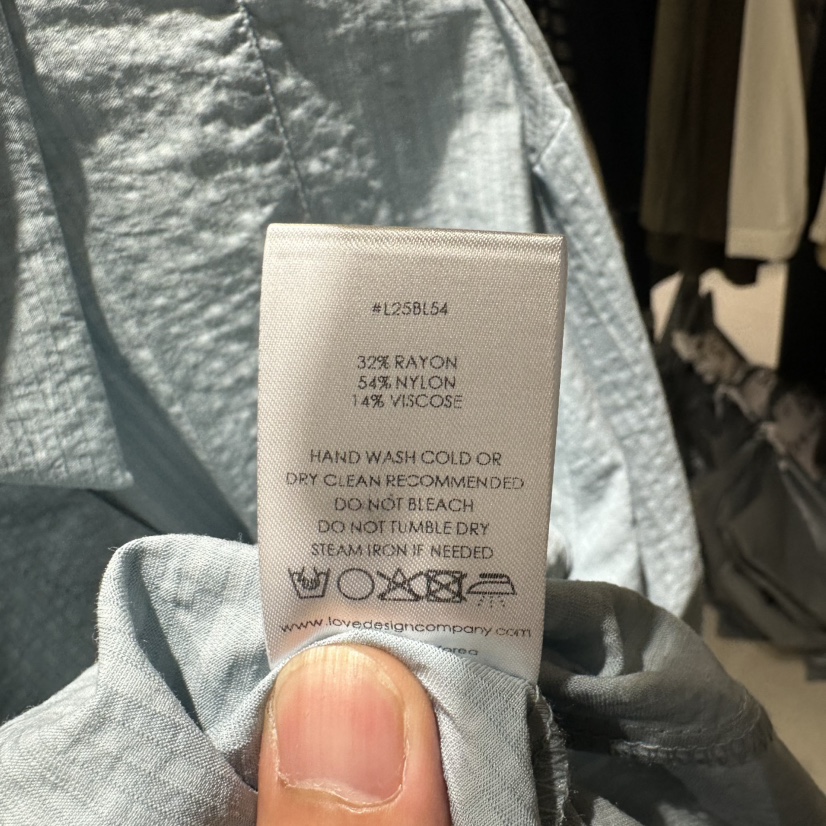 #L25BL54
32% RAYON
54% NYLON
14% VISCOSE
HAND WASH COLD OR
DRY CLEAN RECOMMENDED
DO NOT BLEACH
DO NOT TUMBLE DRY
STEAM IRON IF NEEDED
www.lovedesigncompany.com